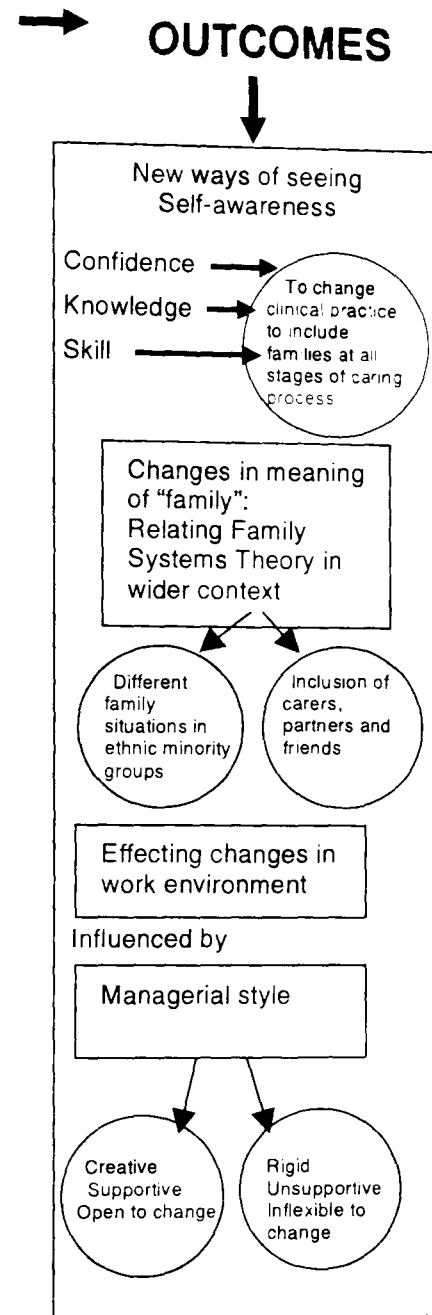 OUTCOMES
New ways of seeing
Self-awareness
Confidence
Knowledge
Skill
To change
clinical practice
to include
families at all
stages of caring
process
Changes in meaning
of “family”:
Relating Family
Systems Theory in
wider context
Different
family
situations in
ethnic minority
groups
Inclusion of
carers,
partners and
friends
Effecting changes in
work environment
Influenced by
Managerial style
Creative
Supportive
Open to change
Rigid
Unsupportive
Inflexible to
change